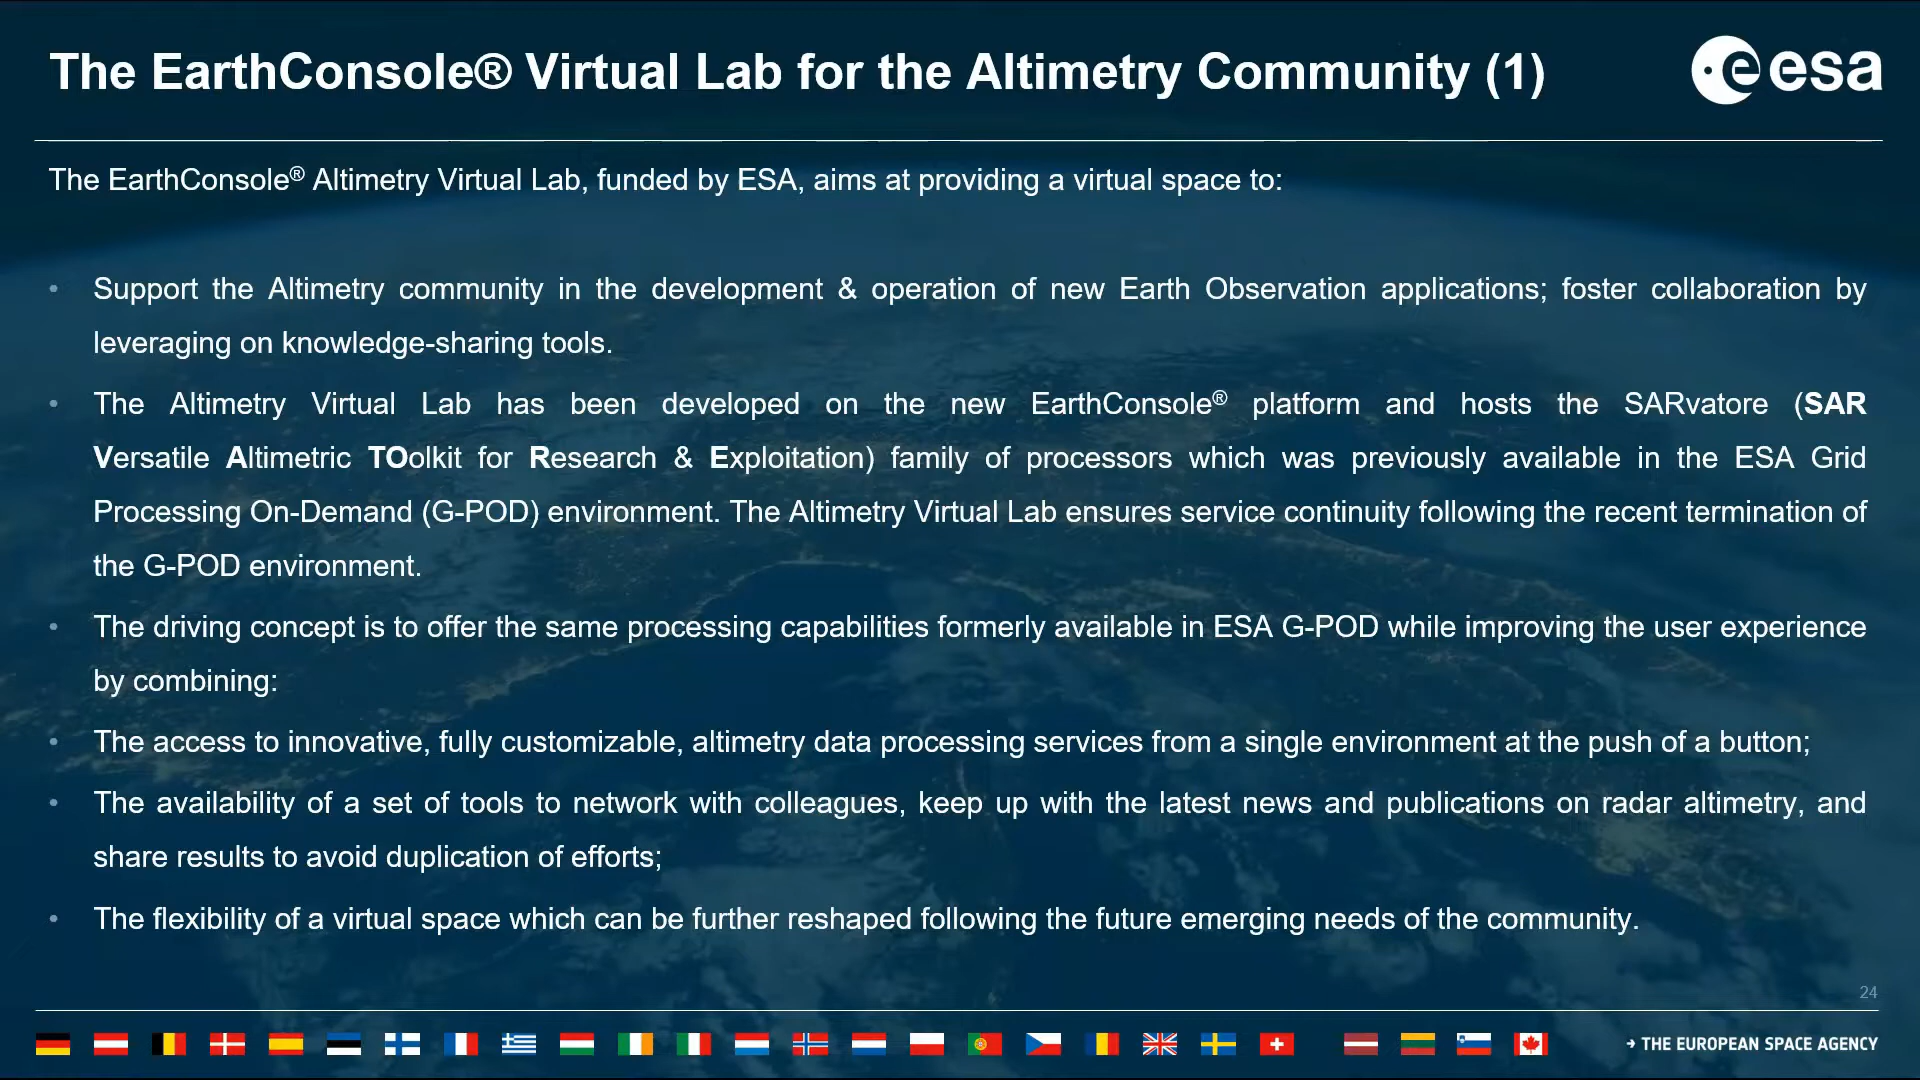 The EarthConsole® Virtual Lab for the Altimetry Community (1)
esa
The EarthConsole® Altimetry Virtual Lab, funded by ESA, aims at providing a virtual space to:
• Support the Altimetry community in the development & operation of new Earth Observation applications; foster collaboration by
leveraging on knowledge-sharing tools.
• The Altimetry Virtual Lab has been developed on the new EarthConsole® platform and hosts the SARvatore (SAR
Versatile Altimetric TOolkit for Research & Exploitation) family of processors which was previously available in the ESA Grid
Processing On-Demand (G-POD) environment. The Altimetry Virtual Lab ensures service continuity following the recent termination of
the G-POD environment.
• The driving concept is to offer the same processing capabilities formerly available in ESA G-POD while improving the user experience
by combining:
• The access to innovative, fully customizable, altimetry data processing services from a single environment at the push of a button;
• The availability of a set of tools to network with colleagues, keep up with the latest news and publications on radar altimetry, and
share results to avoid duplication of efforts;
• The flexibility of a virtual space which can be further reshaped following the future emerging needs of the community.
24
→ THE EUROPEAN SPACE AGENCY